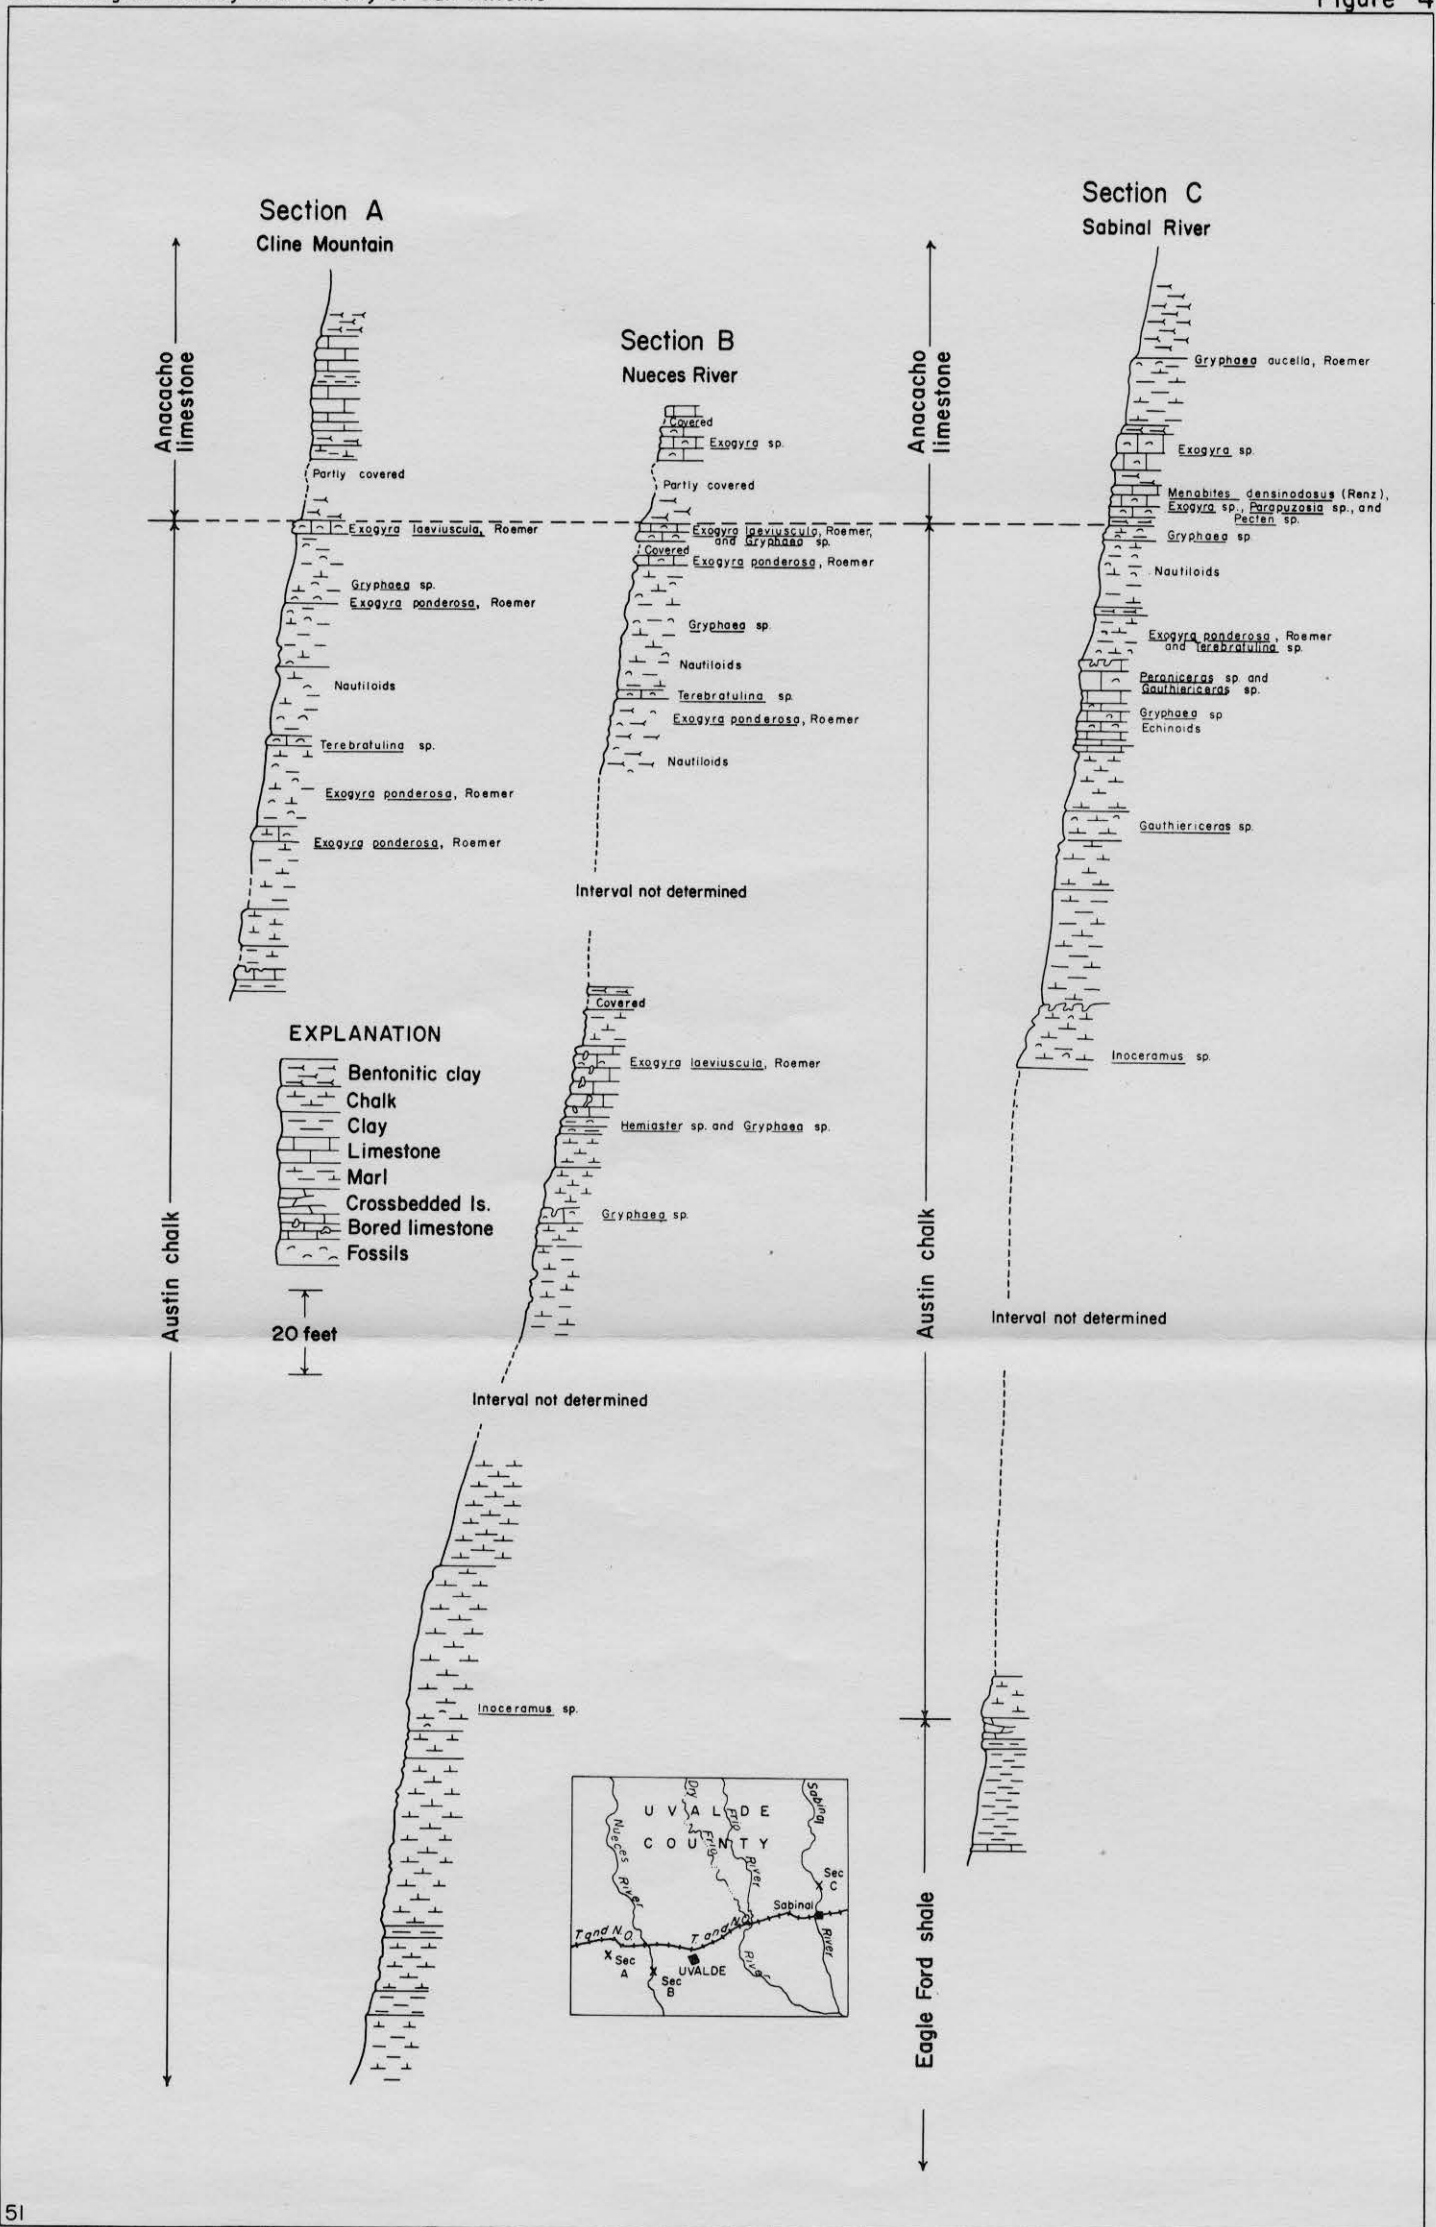 Figure 4
Section A
Cline Mountain
Section B
Nueces River
Section C
Sabinal River
Anacacho
limestone
Partly covered
Exogyra laeviuscula, Roemer
Gryphaea sp.
Exogyra ponderosa, Roemer
Nautiloids
Terebratulina sp.
Exogyra ponderosa, Roemer
Exogyra ponderosa, Roemer
Austin chalk
Covered
Exogyra sp.
Partly covered
Exogyra laeviuscula, Roemer,
and Gryphaea sp.
Covered
Exogyra ponderosa, Roemer
Gryphaea sp.
Nautiloids
Terebratulina sp.
Exogyra ponderosa, Roemer
Nautiloids
Interval not determined
Covered
Exogyra laeviuscula, Roemer
Hemiaster sp. and Gryphaea sp.
Gryphaea sp.
Interval not determined
Inoceramus sp.
Anacacho
limestone
Gryphaea aucella, Roemer
Exogyra sp.
Menabites densinodosus (Renz),
Exogyra sp., Parapuzosia sp., and
Pecten sp.
Gryphaea sp
Nautiloids
Exogyra ponderosa, Roemer
and Terebratulina sp.
Peroniceras sp. and
Gauthiericeras sp.
Gryphaea sp
Echinoids
Gauthiericeras sp.
Inoceramus sp.
Austin chalk
Interval not determined
Eagle Ford shale
EXPLANATION
Bentonitic clay
Chalk
Clay
Limestone
Marl
Crossbedded ls.
Bored limestone
Fossils
20 feet
UVALDE
COUNTY
Nueces River
Dry Frio
Frio River
Sabinal
Sec
C
Sabinal
T. and N.O.
T. and N.O.
Sec
A
Sec
B
UVALDE
River
River
51